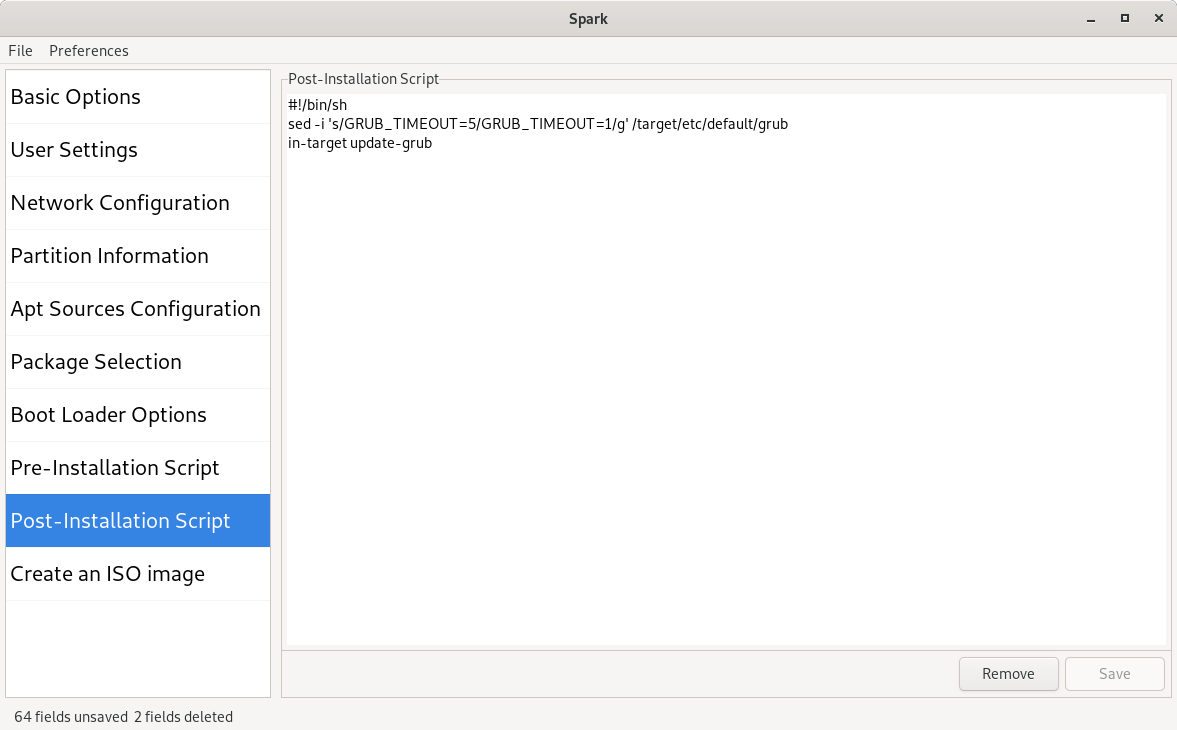 Spark
File Preferences
Basic Options
User Settings
Network Configuration
Partition Information
Apt Sources Configuration
Package Selection
Boot Loader Options
Pre-Installation Script
Post-Installation Script
Create an ISO image
Post-Installation Script
#!/bin/sh
sed -i 's/GRUB_TIMEOUT=5/GRUB_TIMEOUT=1/g' /target/etc/default/grub
in-target update-grub
Remove Save
64 fields unsaved 2 fields deleted